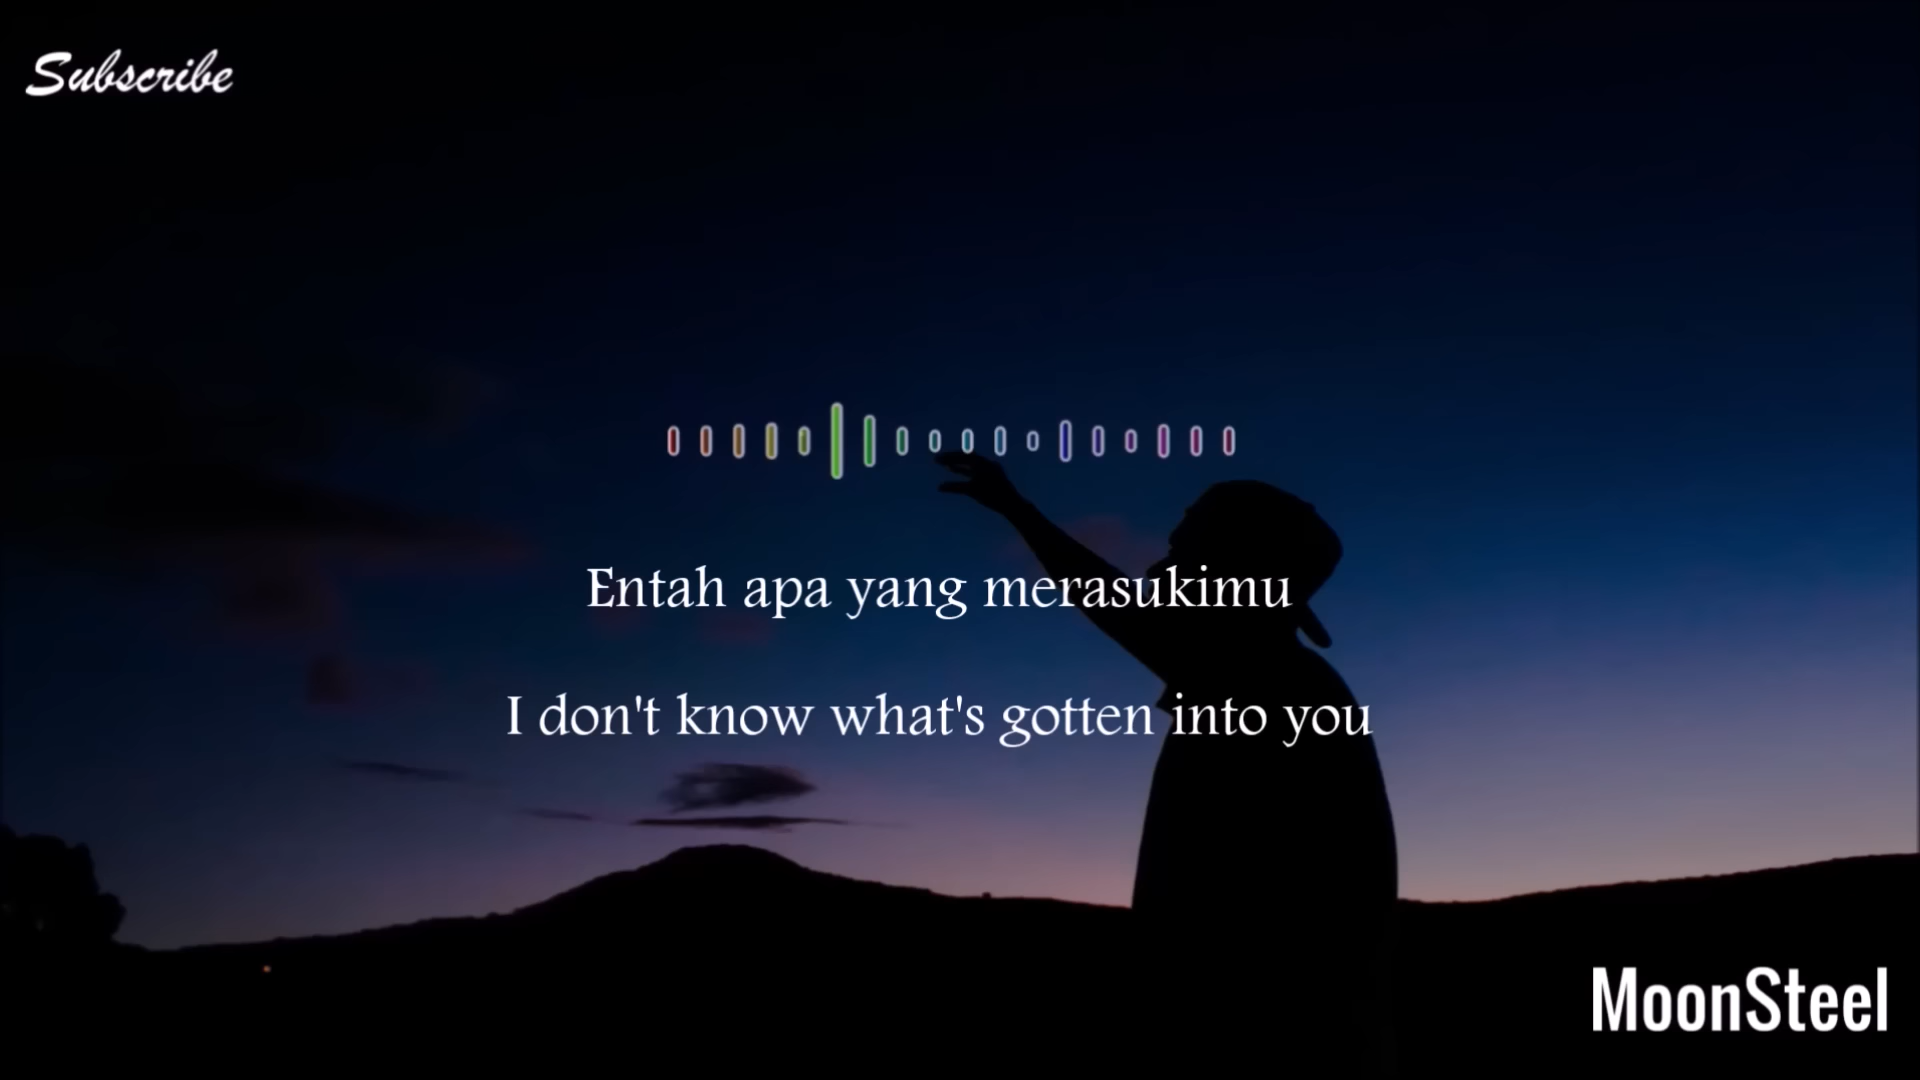 Subscribe
Entah apa yang merasukimu
I don't know what's gotten into you
MoonSteel